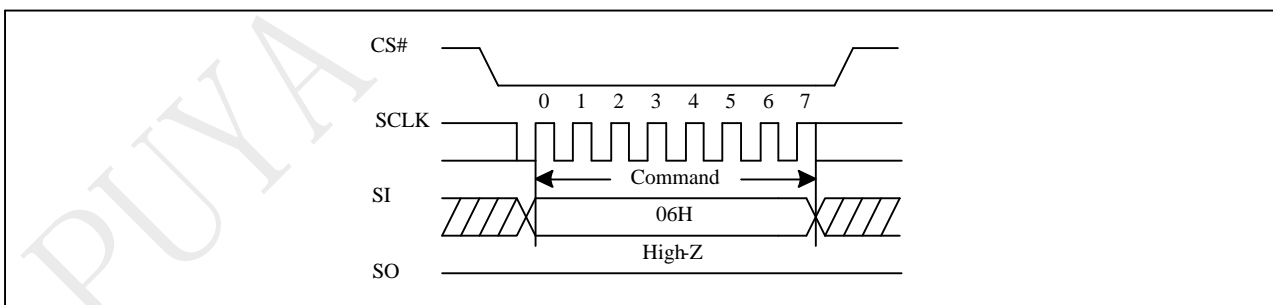 CS#
0 1 2 3 4 5 6 7
SCLK
Command
SI
06H
High-Z
SO
PUYA